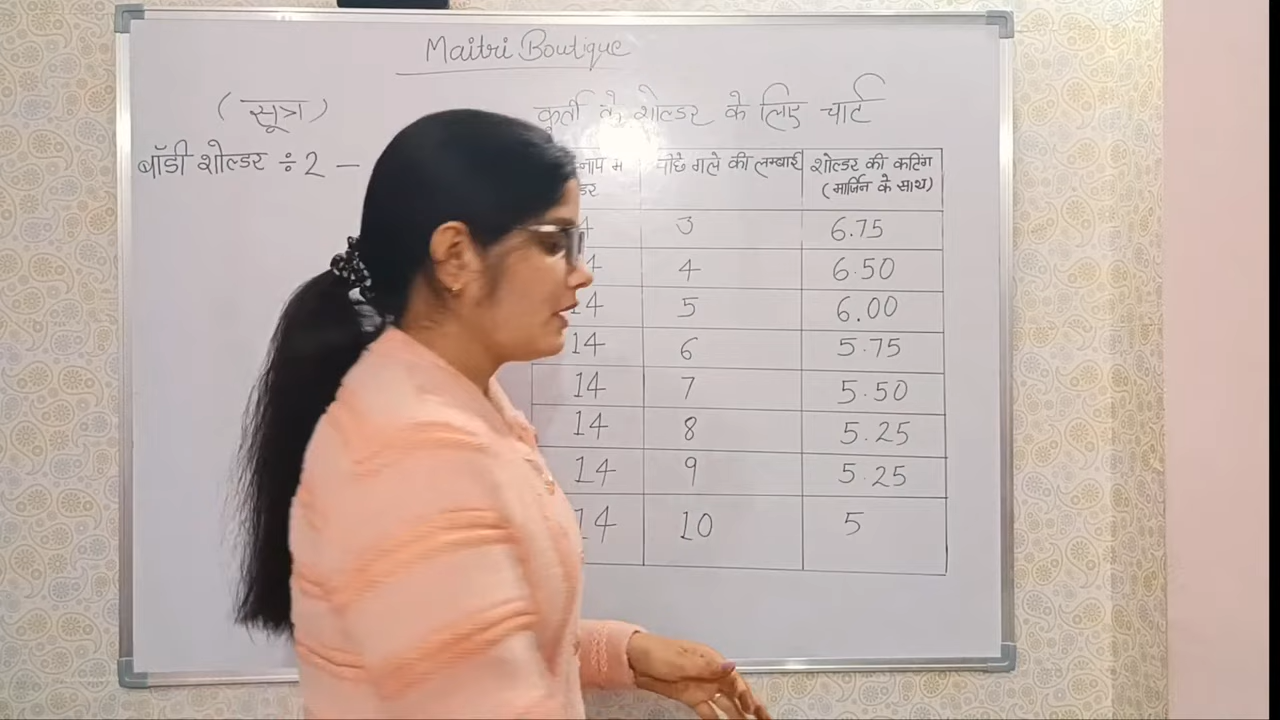 Maitri Boutique
(सूत्र)
बॉडी शोल्डर ÷ 2 –
कुर्ती के शोल्डर के लिए चार्ट
पीछे गले की लम्बाई
शोल्डर की कटिंग
(मार्जिन के साथ)
4 3 6.75
4 4 6.50
14 5 6.00
14 6 5.75
14 7 5.50
14 8 5.25
14 9 5.25
14 10 5